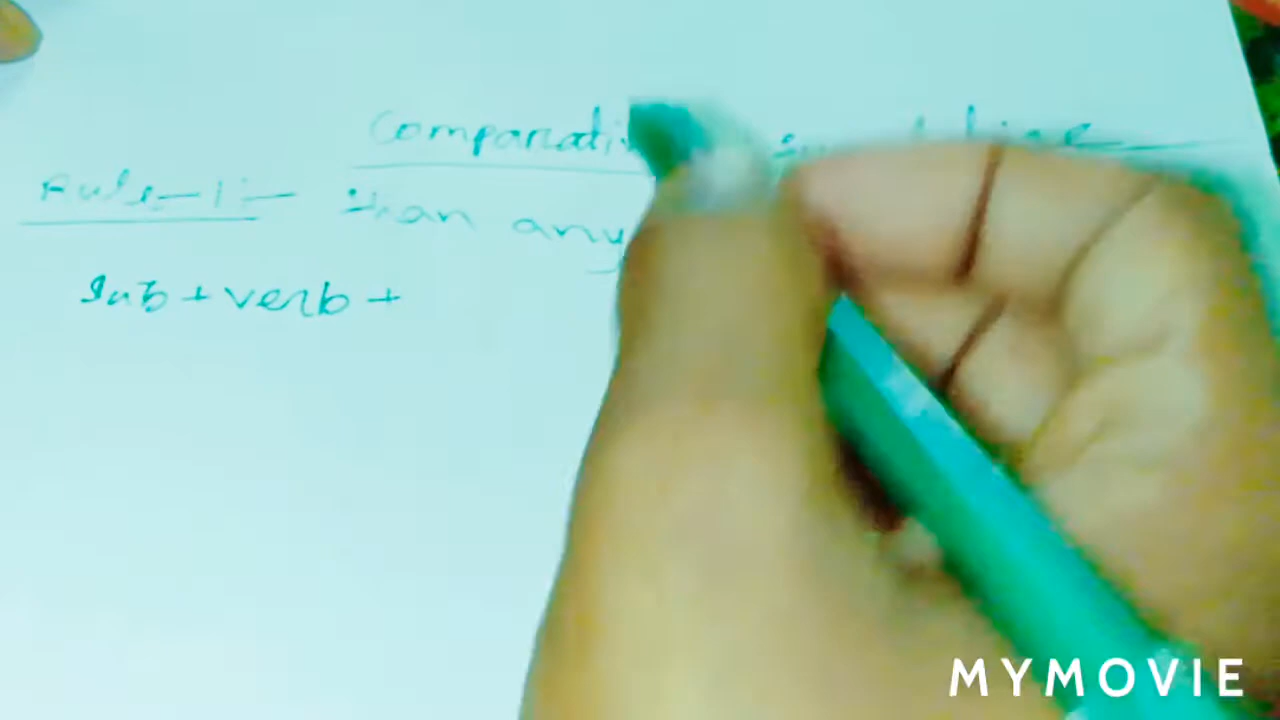 Comparati
Rule-1:- than any
Sub + verb +
MYMOVIE